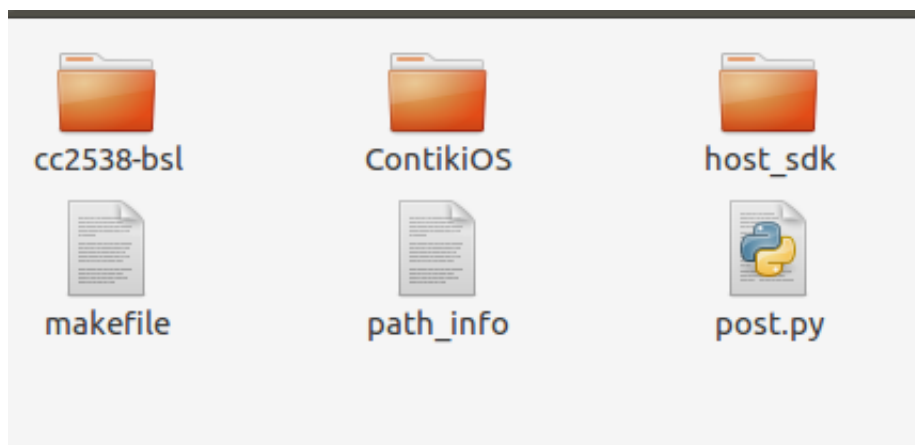 cc2538-bsl
ContikiOS
host_sdk
makefile
path_info
post.py